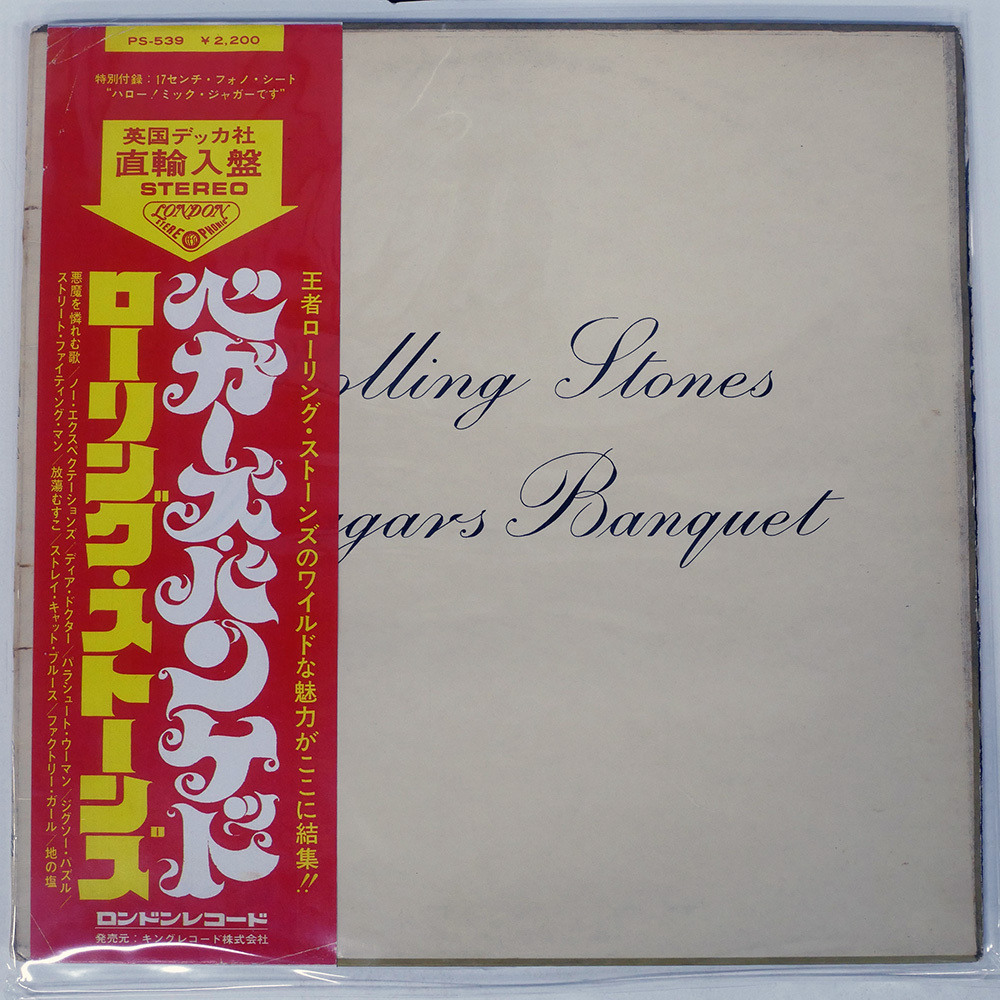 PS-539 ¥2,200
特別付録：17センチ・フォノ・シート
"ハロー！ミック・ジャガーです"
英国デッカ社
直輸入盤
STEREO
LONDON
STEREOPHONIC
王者ローリング・ストーンズのワイルドな魅力がここに結集!!
ベガーズ・バンケット
ローリング・ストーンズ
悪魔を憐れむ歌／ノー・エクスペクテーションズ／ディア・ドクター／パラシュート・ウーマン／ジグソー・パズル／
ストリート・ファイティング・マン／放蕩むすこ／ストレイ・キャット・ブルース／ファクトリー・ガール／地の塩
ロンドンレコード
発売元：キングレコード株式会社
olling Stones
ggars Banquet